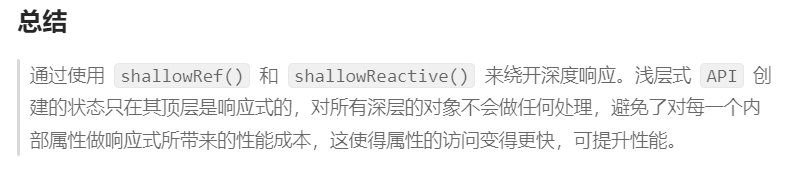 总结
通过使用 shallowRef() 和 shallowReactive() 来绕开深度响应。浅层式 API 创
建的状态只在其顶层是响应式的，对所有深层的对象不会做任何处理，避免了对每一个内
部属性做响应式所带来的性能成本，这使得属性的访问变得更快，可提升性能。